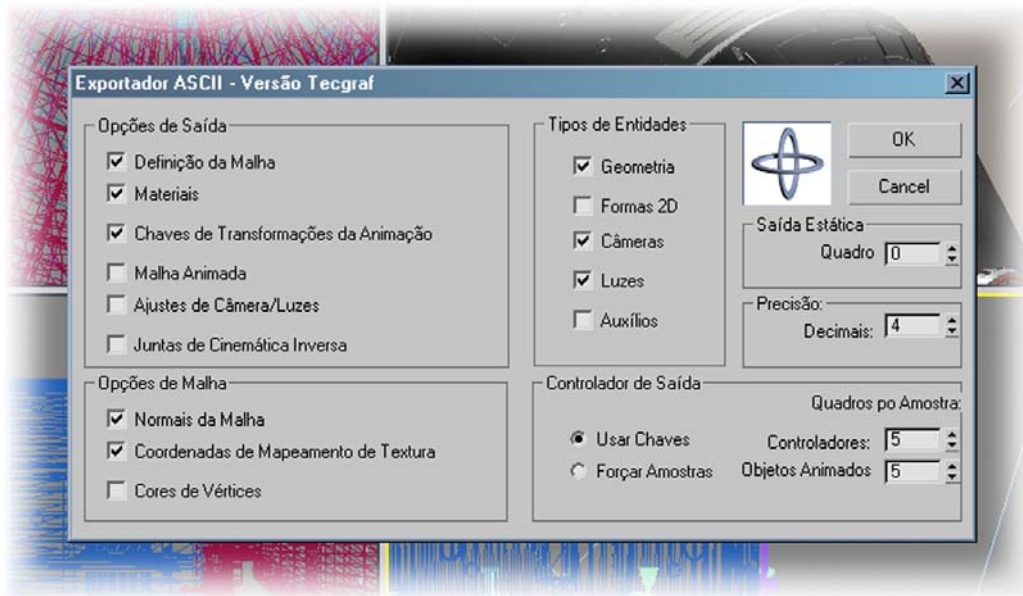 Exportador ASCII - Versão Tecgraf
Opções de Saída
Definição da Malha
Materiais
Chaves de Transformações da Animação
Malha Animada
Ajustes de Câmera/Luzes
Juntas de Cinemática Inversa
Opções de Malha
Normais da Malha
Coordenadas de Mapeamento de Textura
Cores de Vértices
Tipos de Entidades
Geometria
Formas 2D
Câmeras
Luzes
Auxílios
OK
Cancel
Saída Estática
Quadro 0
Precisão:
Decimais: 4
Controlador de Saída
Quadros po Amostra:
Usar Chaves
Forçar Amostras
Controladores: 5
Objetos Animados 5